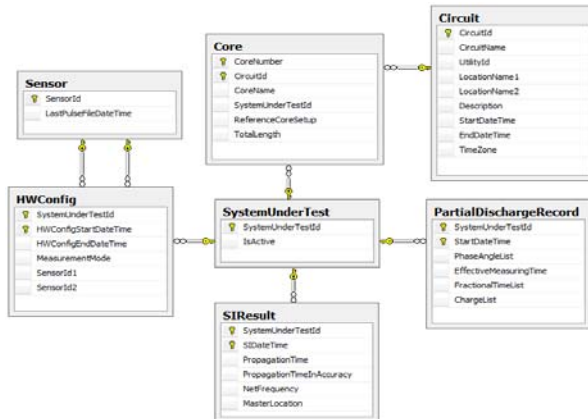 Circuit
CircuitId
CircuitName
UtilityId
LocationName1
LocationName2
Description
StartDateTime
EndDateTime
TimeZone
Core
CoreNumber
CircuitId
CoreName
SystemUnderTestId
ReferenceCoreSetup
TotalLength
Sensor
SensorId
LastPulseFileDateTime
HWConfig
SystemUnderTestId
HWConfigStartDateTime
HWConfigEndDateTime
MeasurementMode
SensorId1
SensorId2
SystemUnderTest
SystemUnderTestId
IsActive
PartialDischargeRecord
SystemUnderTestId
StartDateTime
PhaseAngleList
EffectiveMeasuringTime
FractionalTimeList
ChargeList
SIResult
SystemUnderTestId
SIDateTime
PropagationTime
PropagationTimeInAccuracy
NetFrequency
MasterLocation